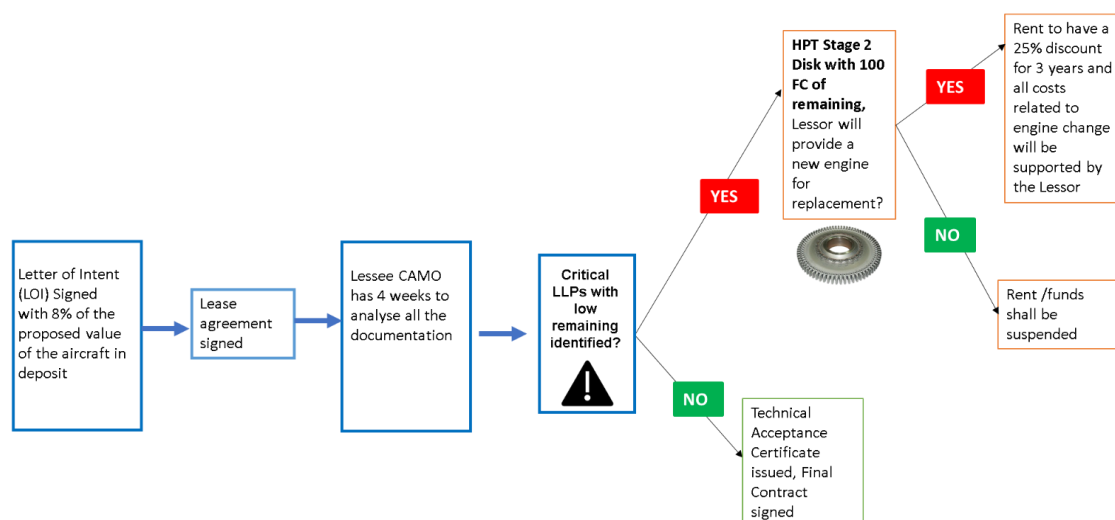 Letter of Intent
(LOI) Signed
with 8% of the
proposed value
of the aircraft in
deposit
Lease
agreement
signed
Lessee CAMO
has 4 weeks to
analyse all the
documentation
Critical
LLPs with
low
remaining
identified?
YES
NO
HPT Stage 2
Disk with 100
FC of
remaining,
Lessor will
provide a
new engine
for
replacement?
YES
NO
Rent to have a
25% discount
for 3 years and
all costs
related to
engine change
will be
supported by
the Lessor
Rent /funds
shall be
suspended
Technical
Acceptance
Certificate
issued, Final
Contract
signed